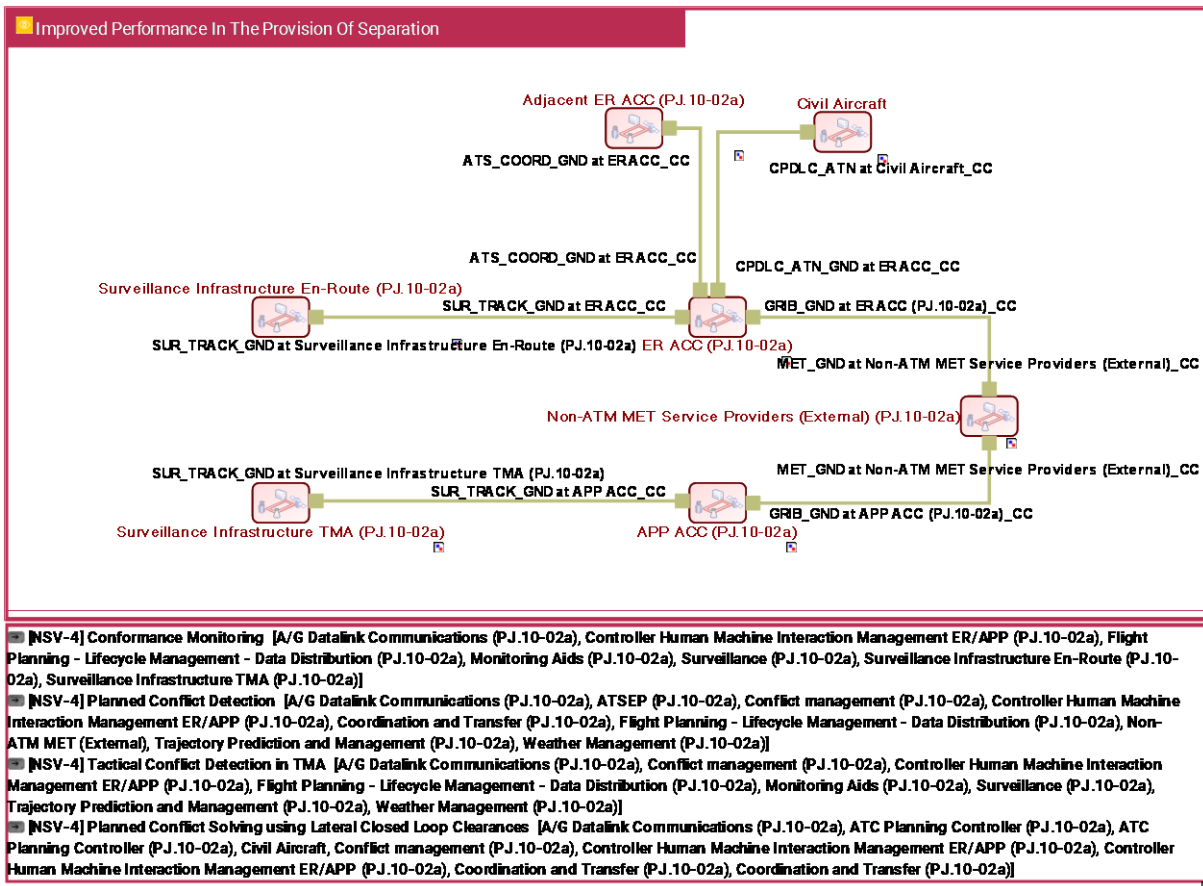 Improved Performance In The Provision Of Separation
Adjacent ER ACC (PJ.10-02a)
Civil Aircraft
ATS_COORD_GND at ERACC_CC
CPDLC_ATN at Civil Aircraft_CC
ATS_COORD_GND at ERACC_CC
CPDLC_ATN_GND at ERACC_CC
Surveillance Infrastructure En-Route (PJ.10-02a)
SUR_TRACK_GND at ERACC_CC
GRIB_GND at ERACC (PJ.10-02a)_CC
SUR_TRACK_GND at Surveillance Infrastructure En-Route (PJ.10-02a)
ER ACC (PJ.10-02a)
MET_GND at Non-ATM MET Service Providers (External)_CC
Non-ATM MET Service Providers (External) (PJ.10-02a)
SUR_TRACK_GND at Surveillance Infrastructure TMA (PJ.10-02a)
MET_GND at Non-ATM MET Service Providers (External)_CC
SUR_TRACK_GND at APP ACC_CC
GRIB_GND at APP ACC (PJ.10-02a)_CC
Surveillance Infrastructure TMA (PJ.10-02a)
APP ACC (PJ.10-02a)
[NSV-4] Conformance Monitoring [A/G Datalink Communications (PJ.10-02a), Controller Human Machine Interaction Management ER/APP (PJ.10-02a), Flight
Planning - Lifecycle Management - Data Distribution (PJ.10-02a), Monitoring Aids (PJ.10-02a), Surveillance (PJ.10-02a), Surveillance Infrastructure En-Route (PJ.10-
02a), Surveillance Infrastructure TMA (PJ.10-02a)]
[NSV-4] Planned Conflict Detection [A/G Datalink Communications (PJ.10-02a), ATSEP (PJ.10-02a), Conflict management (PJ.10-02a), Controller Human Machine
Interaction Management ER/APP (PJ.10-02a), Coordination and Transfer (PJ.10-02a), Flight Planning - Lifecycle Management - Data Distribution (PJ.10-02a), Non-
ATM MET (External), Trajectory Prediction and Management (PJ.10-02a), Weather Management (PJ.10-02a)]
[NSV-4] Tactical Conflict Detection in TMA [A/G Datalink Communications (PJ.10-02a), Conflict management (PJ.10-02a), Controller Human Machine Interaction
Management ER/APP (PJ.10-02a), Flight Planning - Lifecycle Management - Data Distribution (PJ.10-02a), Monitoring Aids (PJ.10-02a), Surveillance (PJ.10-02a),
Trajectory Prediction and Management (PJ.10-02a), Weather Management (PJ.10-02a)]
[NSV-4] Planned Conflict Solving using Lateral Closed Loop Clearances [A/G Datalink Communications (PJ.10-02a), ATC Planning Controller (PJ.10-02a), ATC
Planning Controller (PJ.10-02a), Civil Aircraft, Conflict management (PJ.10-02a), Controller Human Machine Interaction Management ER/APP (PJ.10-02a), Controller
Human Machine Interaction Management ER/APP (PJ.10-02a), Coordination and Transfer (PJ.10-02a), Coordination and Transfer (PJ.10-02a)]